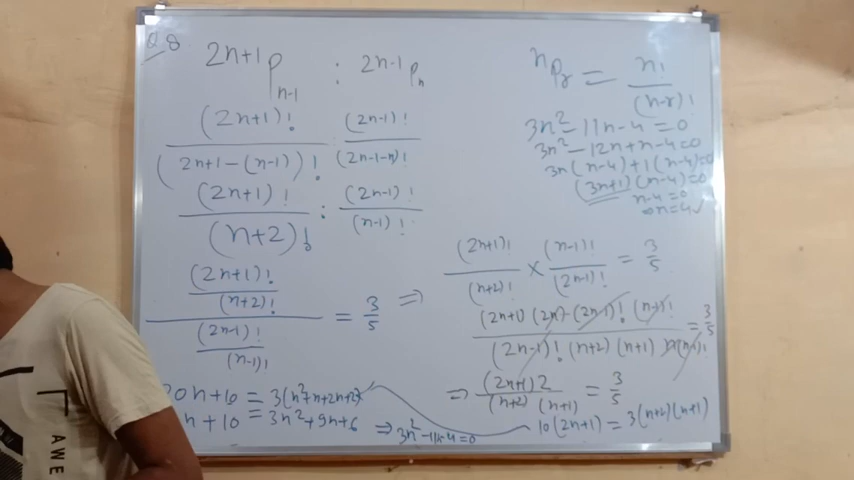 Q 8
2n+1 P n-1 : 2n-1 P n
(2n+1)! / (2n+1-(n-1))! : (2n-1)! / (2n-1-n)!
(2n+1)! / (n+2)! : (2n-1)! / (n-1)!
(2n+1)! / (n+2)! / (2n-1)! / (n-1)! = 3/5 ⇒
nPr = n! / (n-r)!
3n²-11n-4=0
3n²-12n+n-4=0
3n(n-4)+1(n-4)=0
(3n+1)(n-4)=0
n-4=0
n=4
(2n+1)! / (n+2)! × (n-1)! / (2n-1)! = 3/5
(2n+1)(2n)(2n-1)!(n-1)! / (2n-1)!(n+2)(n+1)n(n-1)! = 3/5
⇒ (2n+1)2 / (n+2)(n+1) = 3/5
10(2n+1) = 3(n+2)(n+1)
= 3(n²+n+2n+2)
n+10 = 3n²+9n+6 ⇒ 3n²-11n-4=0
AWE